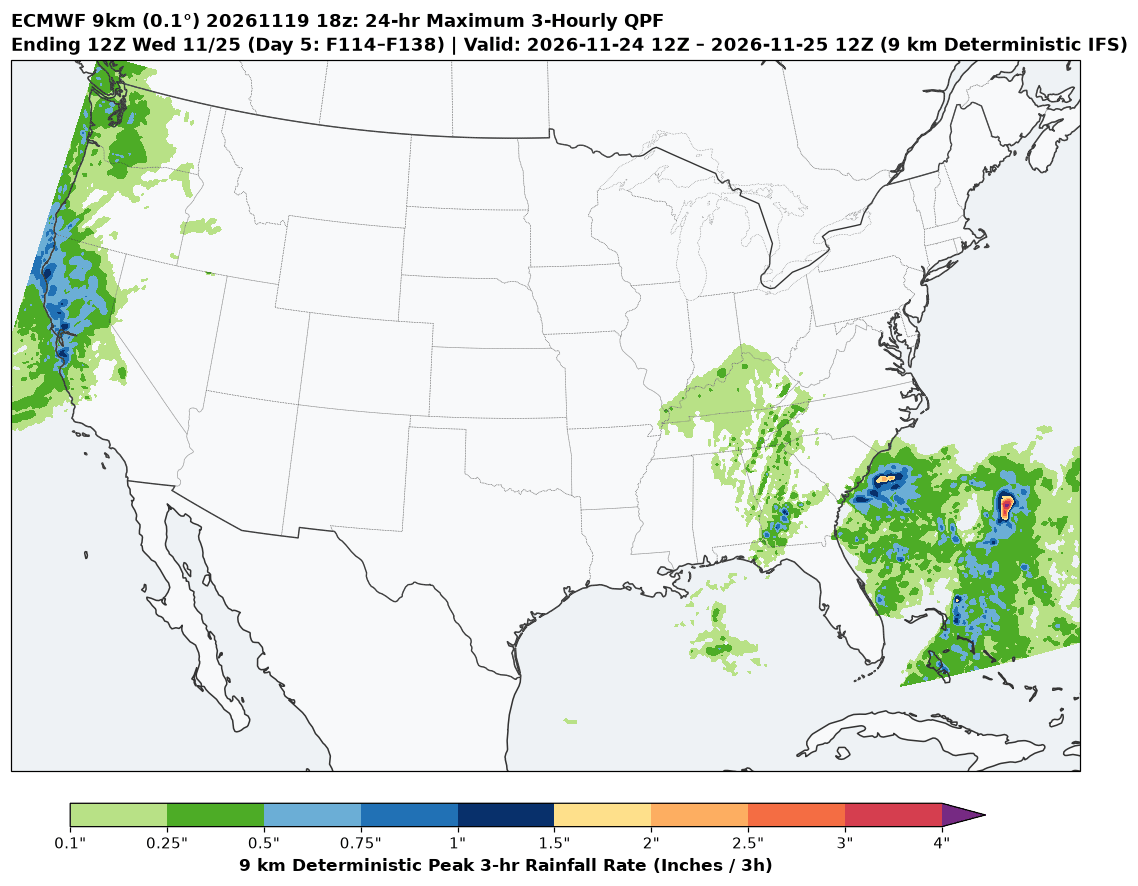 ECMWF 9km (0.1°) 20261119 18z: 24-hr Maximum 3-Hourly QPF
Ending 12Z Wed 11/25 (Day 5: F114–F138) | Valid: 2026-11-24 12Z – 2026-11-25 12Z (9 km Deterministic IFS)
0.1" 0.25" 0.5" 0.75" 1" 1.5" 2" 2.5" 3" 4"
9 km Deterministic Peak 3-hr Rainfall Rate (Inches / 3h)